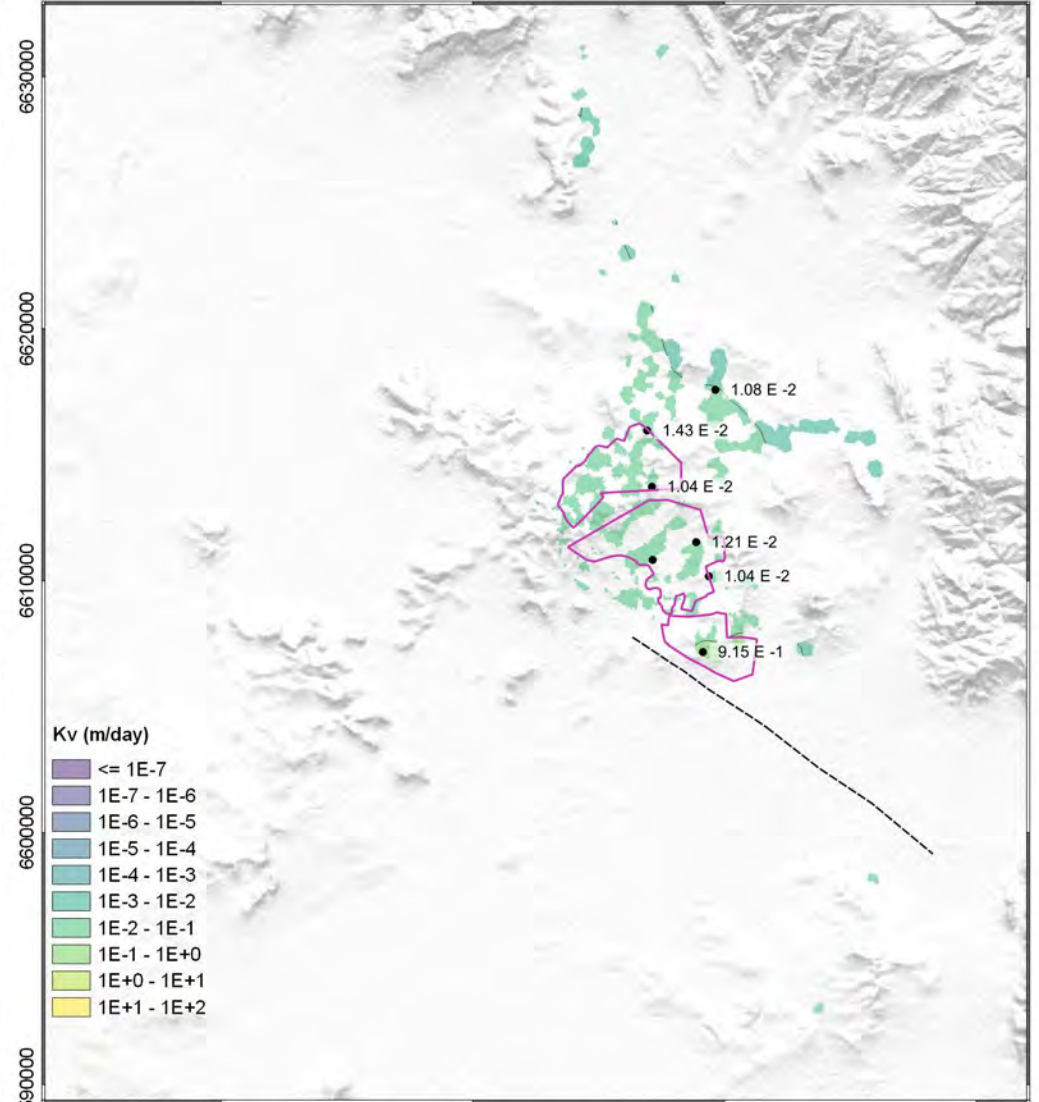 6630000
6620000
1.08 E -2
1.43 E -2
1.04 E -2
1.21 E -2
6610000
1.04 E -2
9.15 E -1
Kv (m/day)
<= 1E-7
1E-7 - 1E-6
1E-6 - 1E-5
6600000
1E-5 - 1E-4
1E-4 - 1E-3
1E-3 - 1E-2
1E-2 - 1E-1
1E-1 - 1E+0
1E+0 - 1E+1
1E+1 - 1E+2
90000